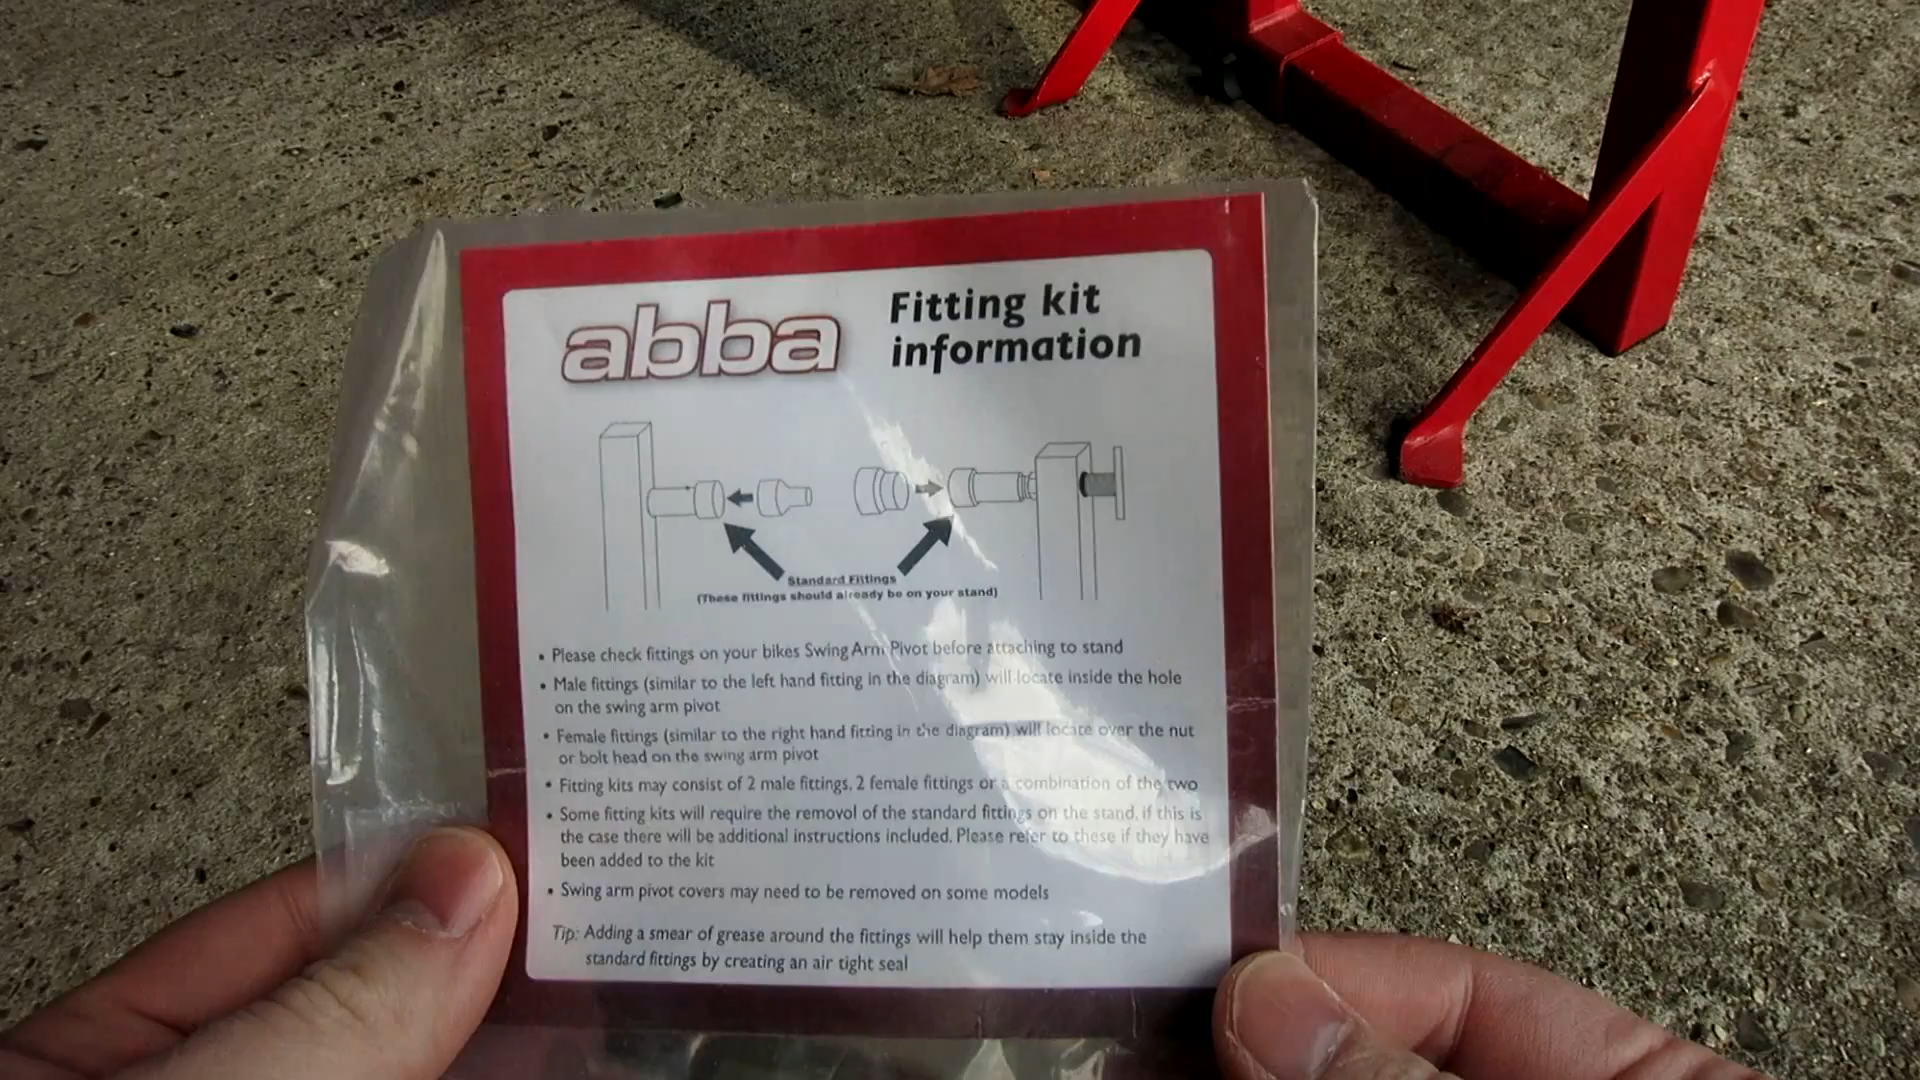 abba
Fitting kit
information
Standard Fittings
(These fittings should already be on your stand)
• Please check fittings on your bikes Swing Arm Pivot before attaching to stand
• Male fittings (similar to the left hand fitting in the diagram) will locate inside the hole
on the swing arm pivot
• Female fittings (similar to the right hand fitting in the diagram) will locate over the nut
or bolt head on the swing arm pivot
• Fitting kits may consist of 2 male fittings, 2 female fittings or a combination of the two
• Some fitting kits will require the removol of the standard fittings on the stand, if this is
the case there will be additional instructions included. Please refer to these if they have
been added to the kit
• Swing arm pivot covers may need to be removed on some models
Tip: Adding a smear of grease around the fittings will help them stay inside the
standard fittings by creating an air tight seal